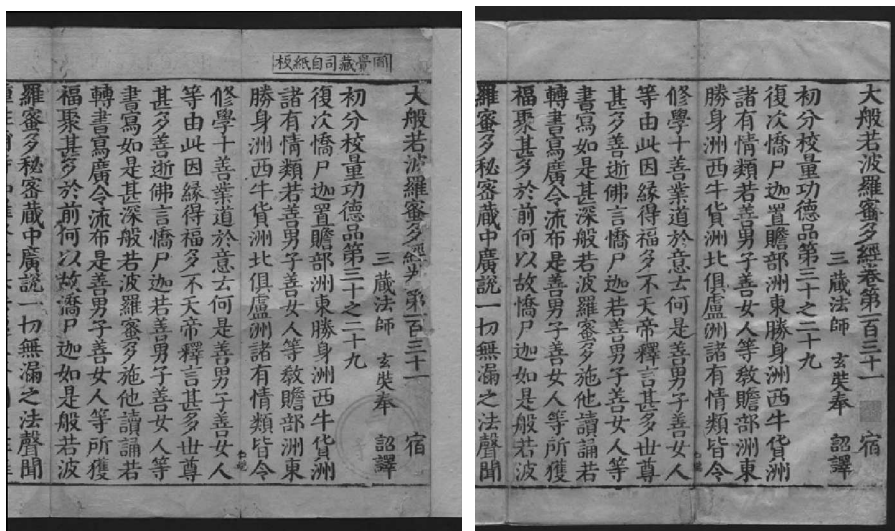 圓覺藏司自紙板
大般若波羅蜜多經卷第一百三十一 宿
三藏法師 玄奘奉 詔譯
初分校量功德品第三十之二十九
復次憍尸迦置贍部洲東勝身洲西牛貨洲
諸有情類若善男子善女人等教贍部洲東
勝身洲西牛貨洲北俱盧洲諸有情類皆令
修學十善業道於意云何是善男子善女人
等由此因緣得福多不天帝釋言甚多世尊
甚多善逝佛言憍尸迦若善男子善女人等
書寫如是甚深般若波羅蜜多施他讀誦若
轉書寫廣令流布是善男子善女人等所獲
福聚甚多於前何以故憍尸迦如是般若波
羅蜜多秘密藏中廣說一切無漏之法聲聞
大般若波羅蜜多經卷第一百三十一 宿
三藏法師 玄奘奉 詔譯
初分校量功德品第三十之二十九
復次憍尸迦置贍部洲東勝身洲西牛貨洲
諸有情類若善男子善女人等教贍部洲東
勝身洲西牛貨洲北俱盧洲諸有情類皆令
修學十善業道於意云何是善男子善女人
等由此因緣得福多不天帝釋言甚多世尊
甚多善逝佛言憍尸迦若善男子善女人等
書寫如是甚深般若波羅蜜多施他讀誦若
轉書寫廣令流布是善男子善女人等所獲
福聚甚多於前何以故憍尸迦如是般若波
羅蜜多秘密藏中廣說一切無漏之法聲聞